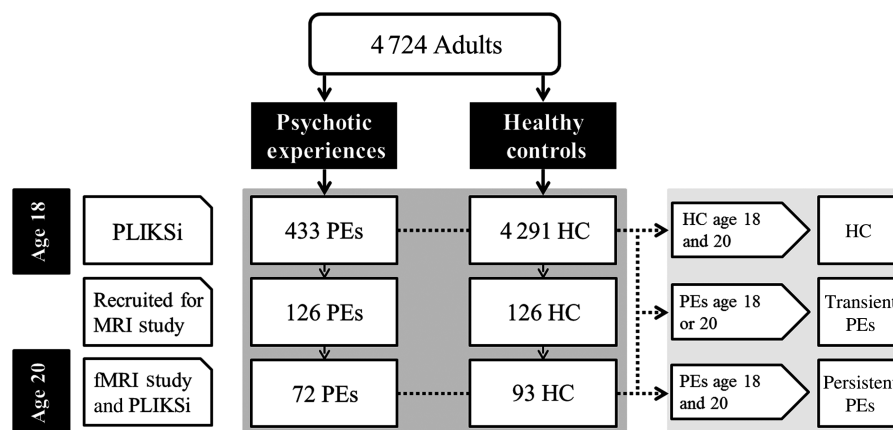 4 724 Adults
Psychotic
experiences
Healthy
controls
Age 18
PLIKSi
433 PEs
4 291 HC
HC age 18
and 20
HC
Recruited for
MRI study
126 PEs
126 HC
PEs age 18
or 20
Transient
PEs
Age 20
fMRI study
and PLIKSi
72 PEs
93 HC
PEs age 18
and 20
Persistent
PEs